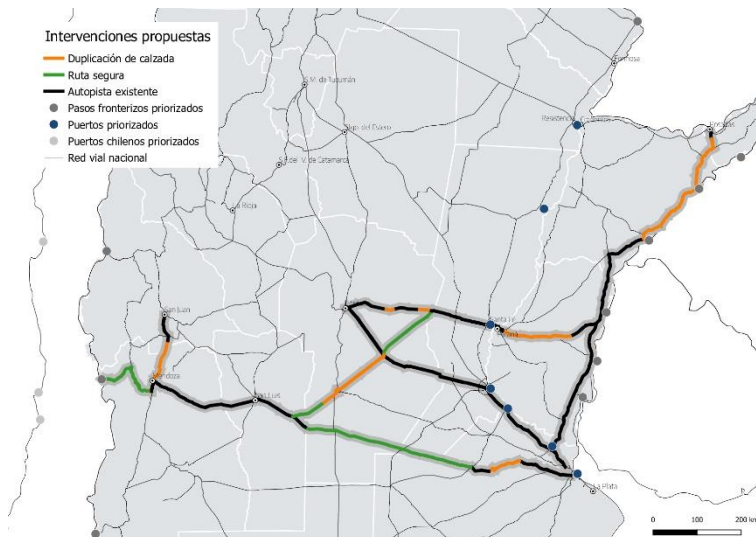 Intervenciones propuestas
Duplicación de calzada
Ruta segura
Autopista existente
Pasos fronterizos priorizados
Puertos priorizados
Puertos chilenos priorizados
Red vial nacional
Formosa
S.M. de Tucumán
Resistencia
Corrientes
Posadas
Sgo. del Estero
S.F. del V. de Catamarca
La Rioja
San Juan
Santa Fe
Paraná
Mendoza
San Luis
La Plata
0 100 200 km